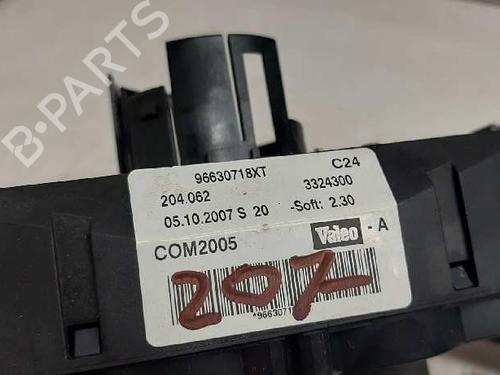 B-PARTS
96630718XT C24
204.062 3324300
05.10.2007 S 20 -Soft: 2.30
COM2005 Valeo - A
207-